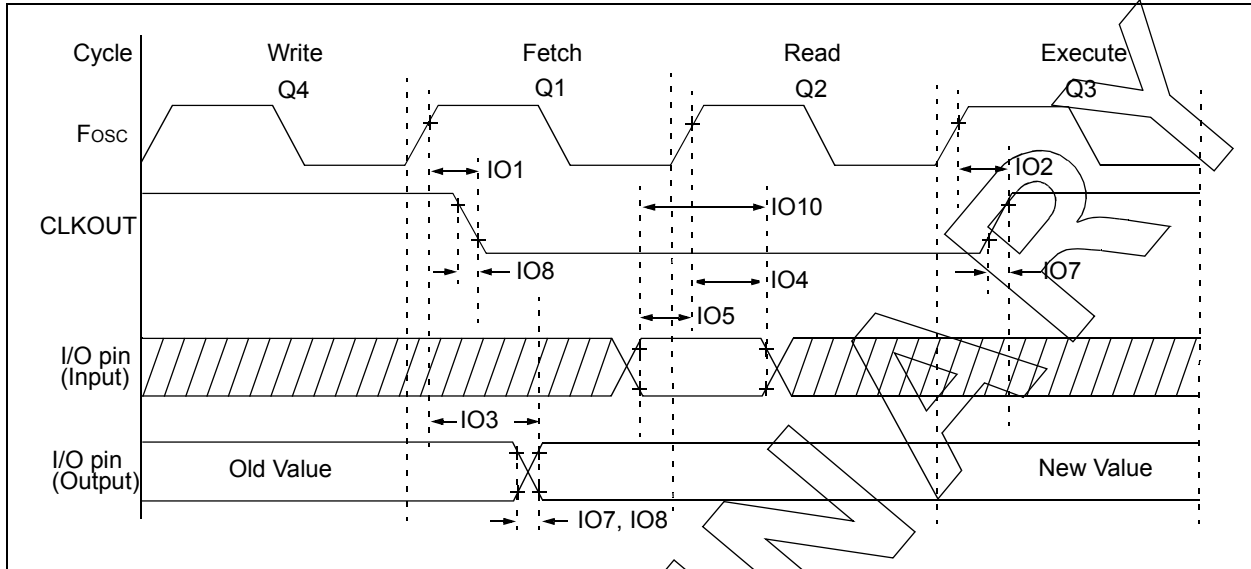 Cycle Write Fetch Read Execute
Q4 Q1 Q2 Q3
Fosc
IO1 IO2
IO10
CLKOUT
IO8 IO4 IO7
IO5
I/O pin
(Input)
IO3
I/O pin
(Output)
Old Value New Value
IO7, IO8